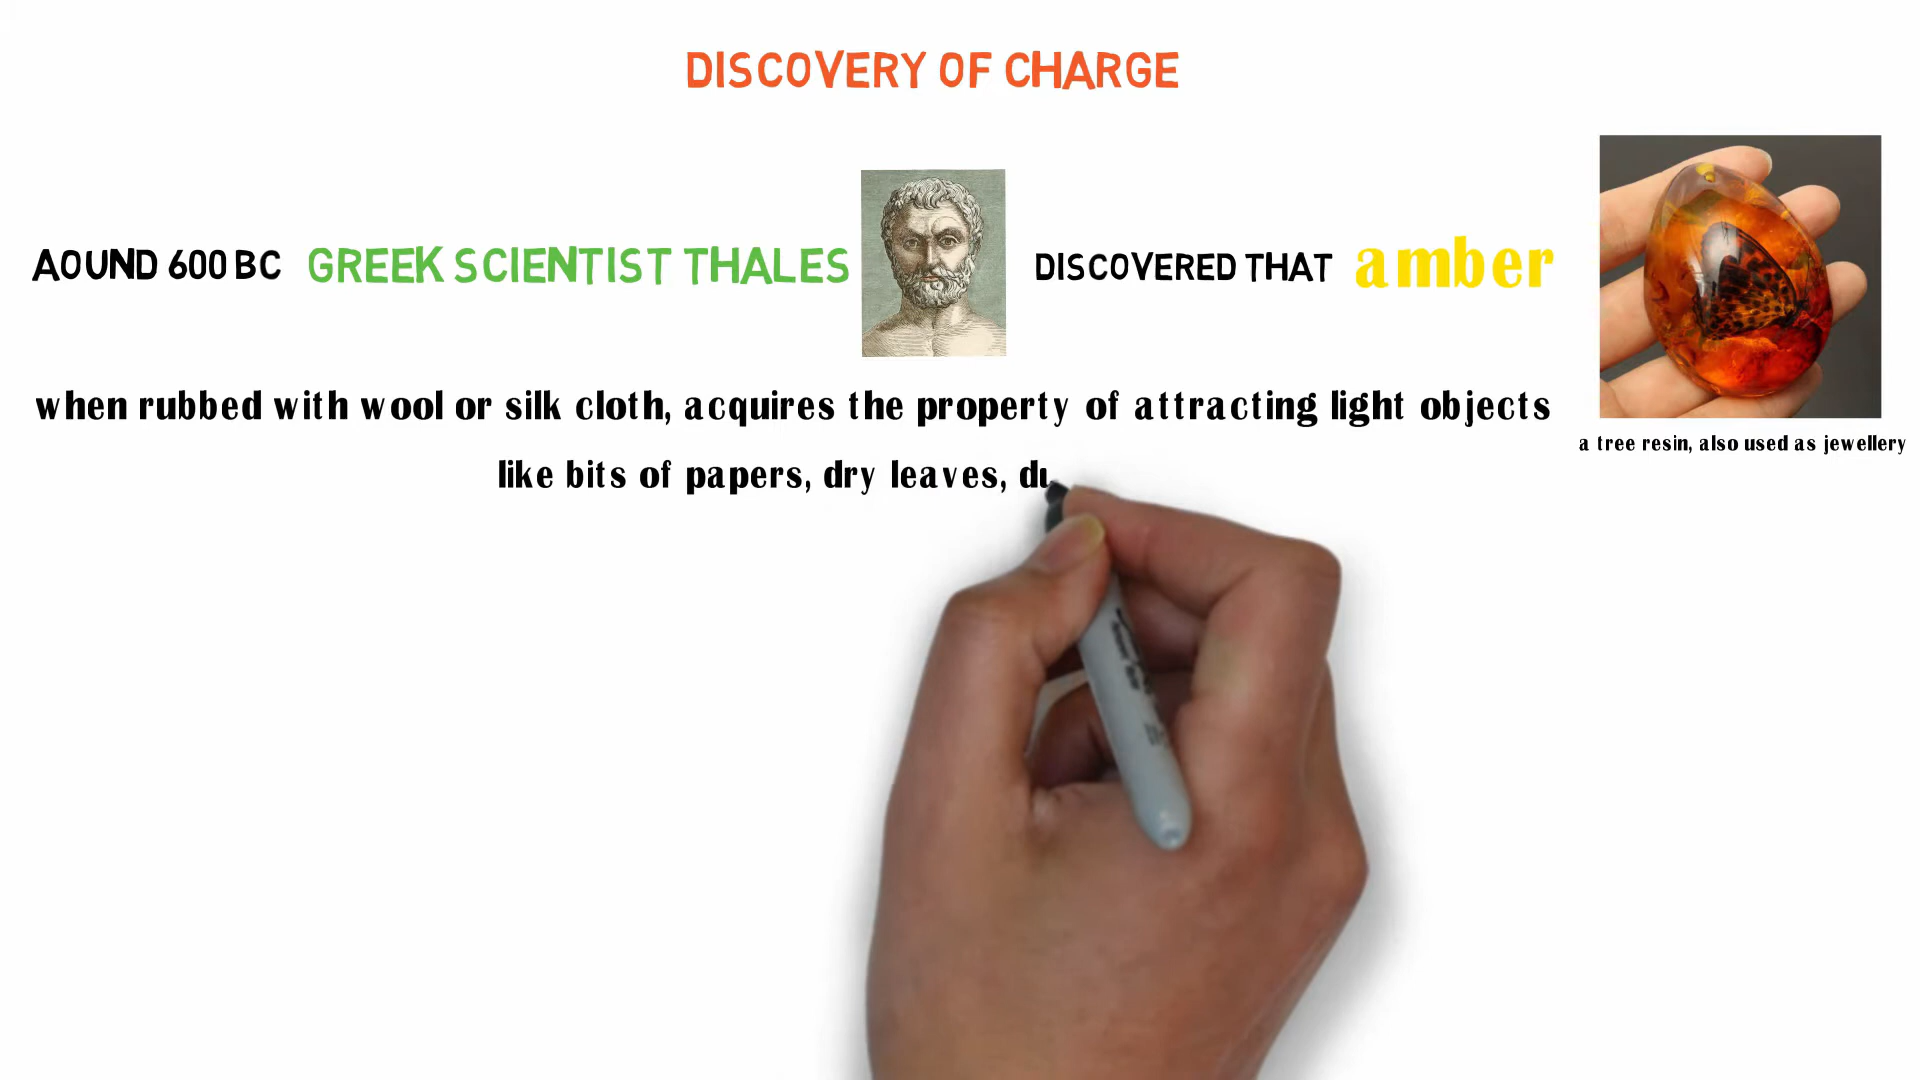 DISCOVERY OF CHARGE
AOUND 600 BC GREEK SCIENTIST THALES DISCOVERED THAT amber
when rubbed with wool or silk cloth, acquires the property of attracting light objects
a tree resin, also used as jewellery
like bits of papers, dry leaves,